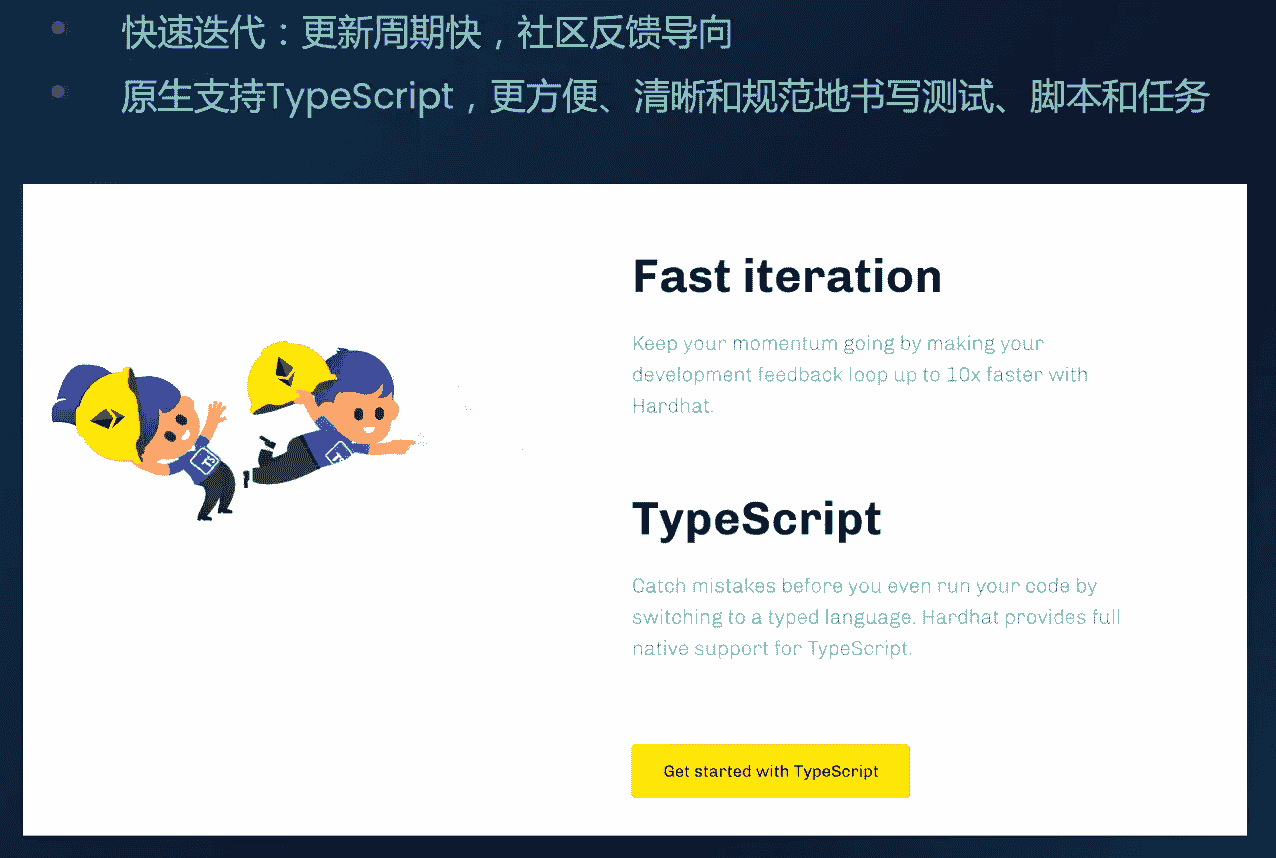 快速迭代：更新周期快，社区反馈导向
原生支持TypeScript，更方便、清晰和规范地书写测试、脚本和任务
Fast iteration
Keep your momentum going by making your
development feedback loop up to 10x faster with
Hardhat.
TypeScript
Catch mistakes before you even run your code by
switching to a typed language. Hardhat provides full
native support for TypeScript.
Get started with TypeScript
TS